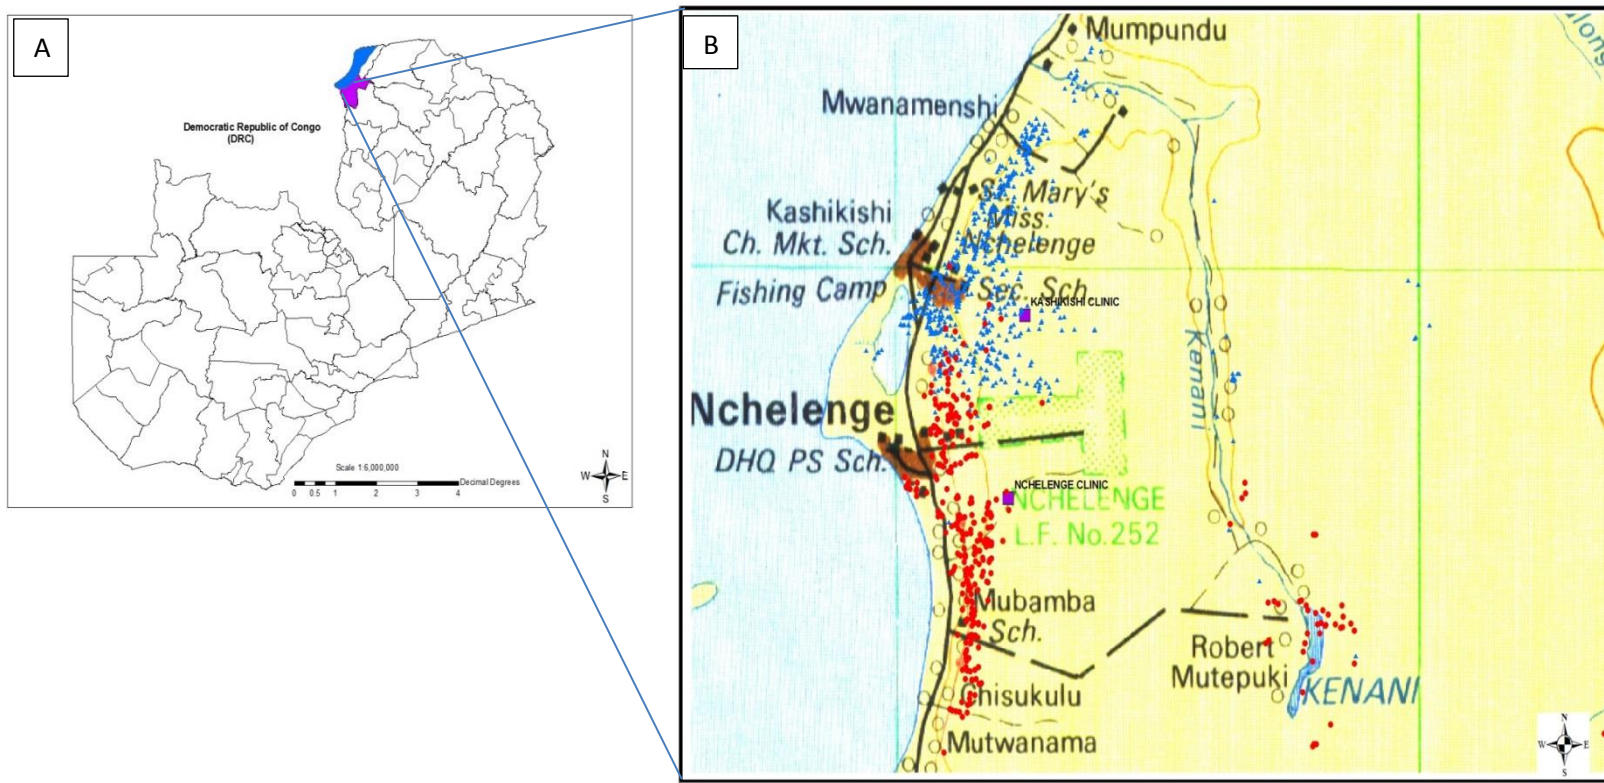 A
Democratic Republic of Congo
(DRC)
Scale 1:6,000,000
0 0.5 1 2 3 4 Decimal Degrees
N
W E
S
B
Mumpundu
Mwanamenshi
St. Mary's
Miss.
Kashikishi
Ch. Mkt. Sch.
Nchelenge
Sec. Sch
Fishing Camp
KASHIKISHI CLINIC
Kenani
Nchelenge
DHQ PS Sch.
NCHELENGE CLINIC
NCHELENGE
L.F. No.252
Mubamba
Sch.
Robert
Mutepuki
KENANI
Chisukulu
Mutwanama
N
W E
S